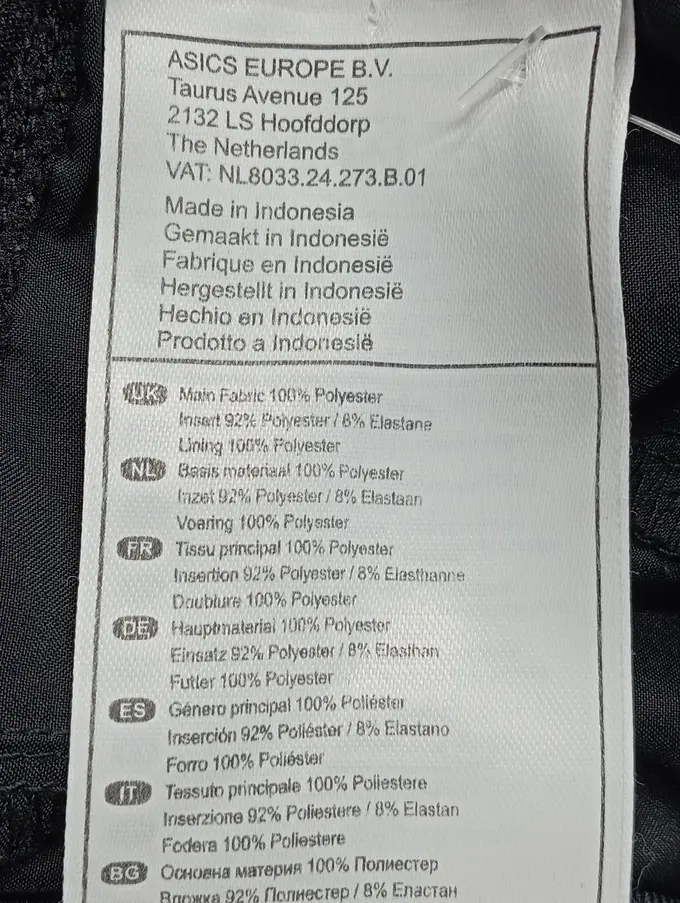 ASICS EUROPE B.V.
Taurus Avenue 125
2132 LS Hoofddorp
The Netherlands
VAT: NL8033.24.273.B.01
Made in Indonesia
Gemaakt in Indonesië
Fabrique en Indonesië
Hergestellt in Indonesië
Hechio en Indonesië
Prodotto a Indonesië
UK Main Fabric 100% Polyester
Insert 92% Polyester / 8% Elastane
Lining 100% Polyester
NL Basis materiaal 100% Polyester
Inzet 92% Polyester / 8% Elastaan
Voering 100% Polyester
FR Tissu principal 100% Polyester
Insertion 92% Polyester / 8% Elasthanne
Doublure 100% Polyester
DE Hauptmaterial 100% Polyester
Einsatz 92% Polyester / 8% Elasthan
Futter 100% Polyester
ES Género principal 100% Poliéster
Inserción 92% Poliéster / 8% Elastano
Forro 100% Poliéster
IT Tessuto principale 100% Poliestere
Inserzione 92% Poliestere / 8% Elastan
Fodera 100% Poliestere
BG Основна материя 100% Полиестер
Вложка 92% Полиестер / 8% Еластан